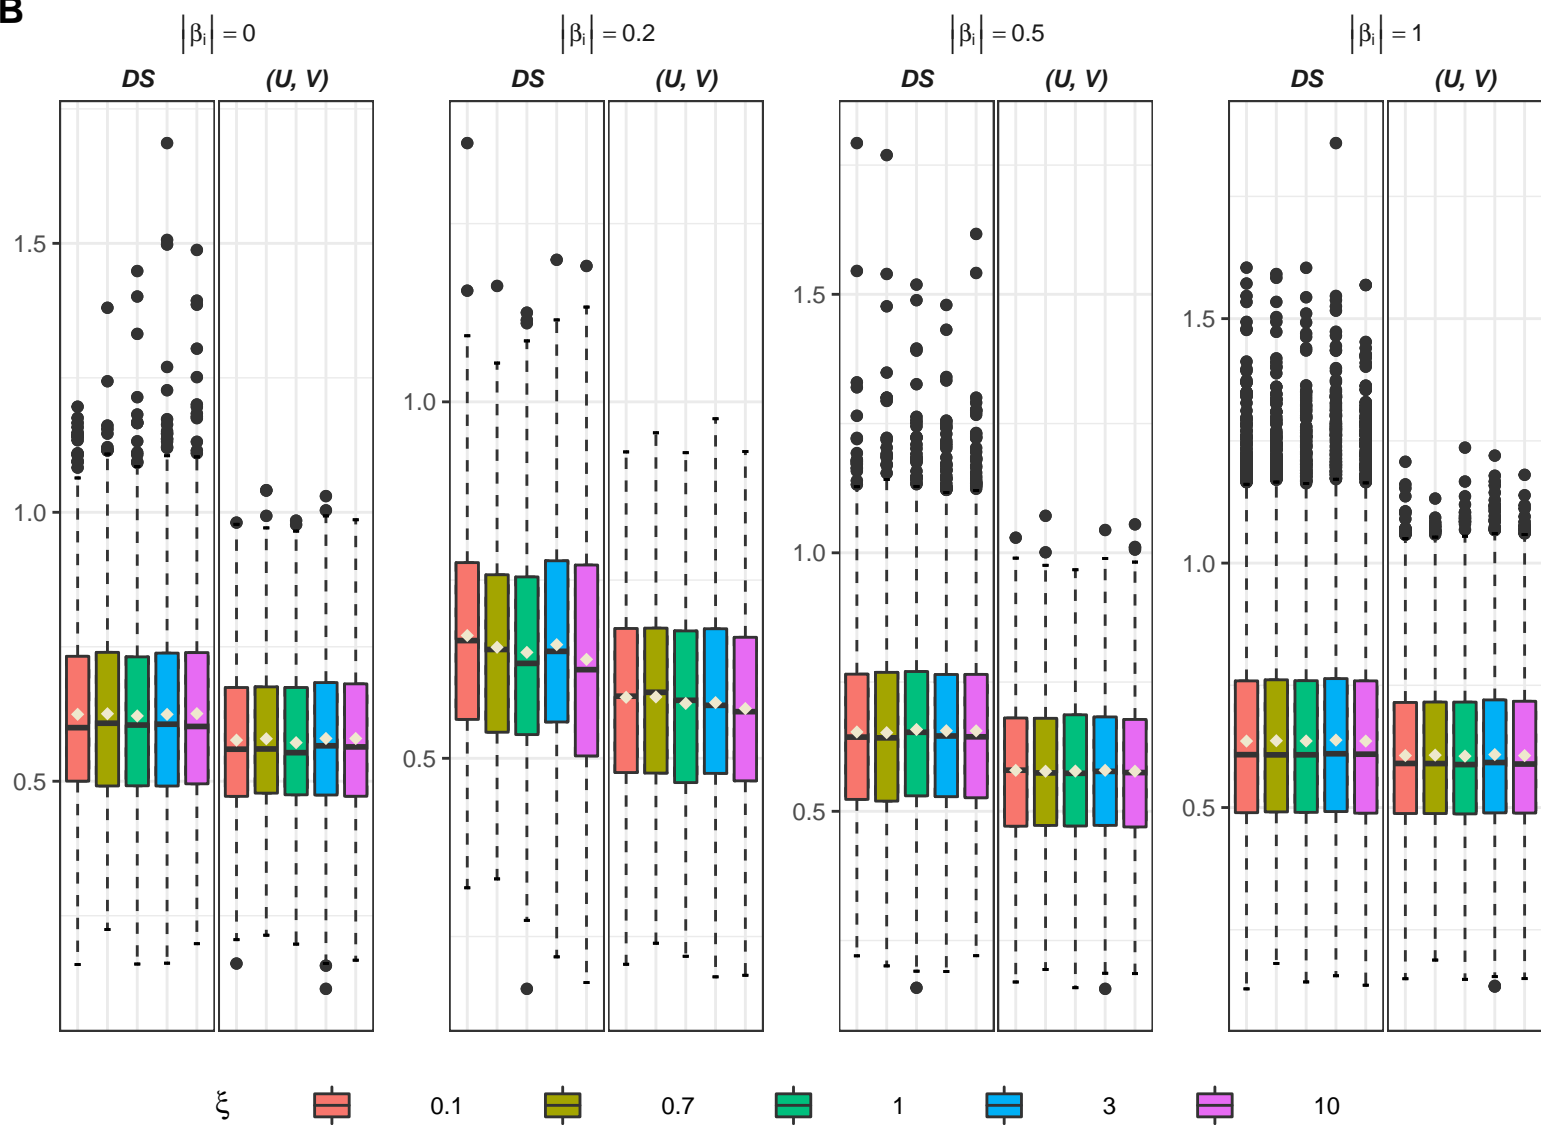 B
|βi| = 0 |βi| = 0.2 |βi| = 0.5 |βi| = 1
DS (U, V) DS (U, V) DS (U, V) DS (U, V)
1.5 1.0 0.5
1.0 0.5
1.5 1.0 0.5
1.5 1.0 0.5
ξ 0.1 0.7 1 3 10